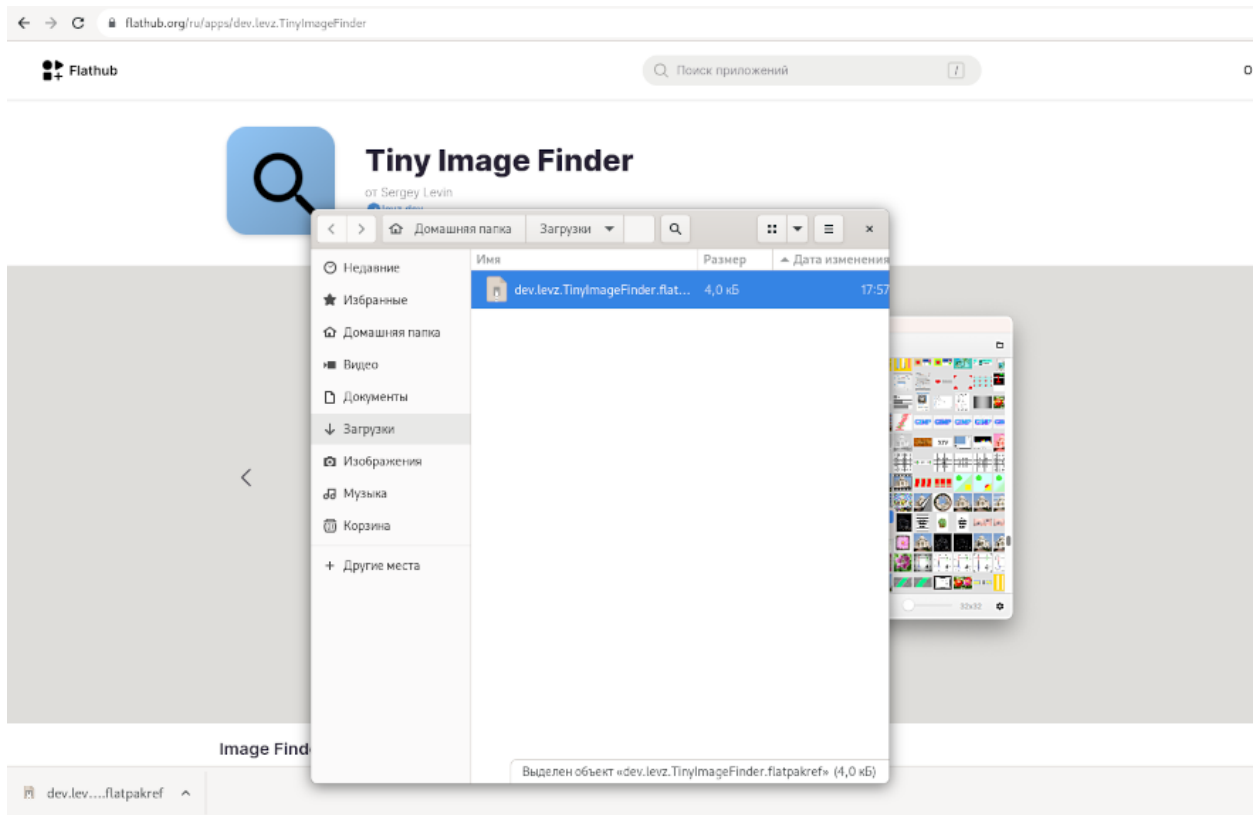 flathub.org/ru/apps/dev.levz.TinyImageFinder
Flathub
Поиск приложений
/
О
Tiny Image Finder
от Sergey Levin
Домашняя папка
Загрузки
Имя
Размер
Дата изменения
dev.levz.TinyImageFinder.flat...
4,0 кБ
17:57
Недавние
Избранные
Домашняя папка
Видео
Документы
Загрузки
Изображения
Музыка
Корзина
Другие места
32x32
Image Find
Выделен объект «dev.levz.TinyImageFinder.flatpakref» (4,0 кБ)
dev.lev....flatpakref